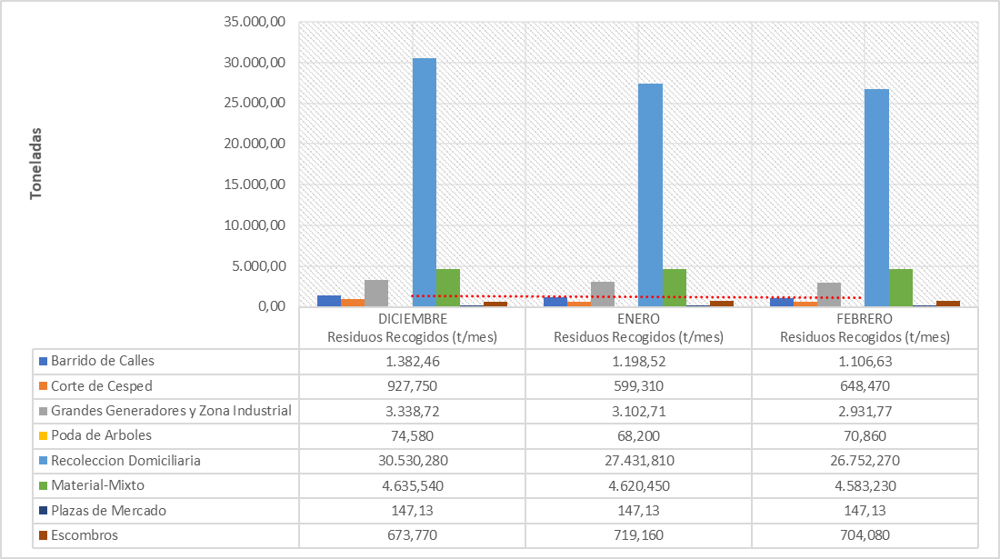 Toneladas
35.000,00
30.000,00
25.000,00
20.000,00
15.000,00
10.000,00
5.000,00
0,00
DICIEMBRE ENERO FEBRERO
Residuos Recogidos (t/mes) Residuos Recogidos (t/mes) Residuos Recogidos (t/mes)
Barrido de Calles 1.382,46 1.198,52 1.106,63
Corte de Cesped 927,750 599,310 648,470
Grandes Generadores y Zona Industrial 3.338,72 3.102,71 2.931,77
Poda de Arboles 74,580 68,200 70,860
Recoleccion Domiciliaria 30.530,280 27.431,810 26.752,270
Material-Mixto 4.635,540 4.620,450 4.583,230
Plazas de Mercado 147,13 147,13 147,13
Escombros 673,770 719,160 704,080